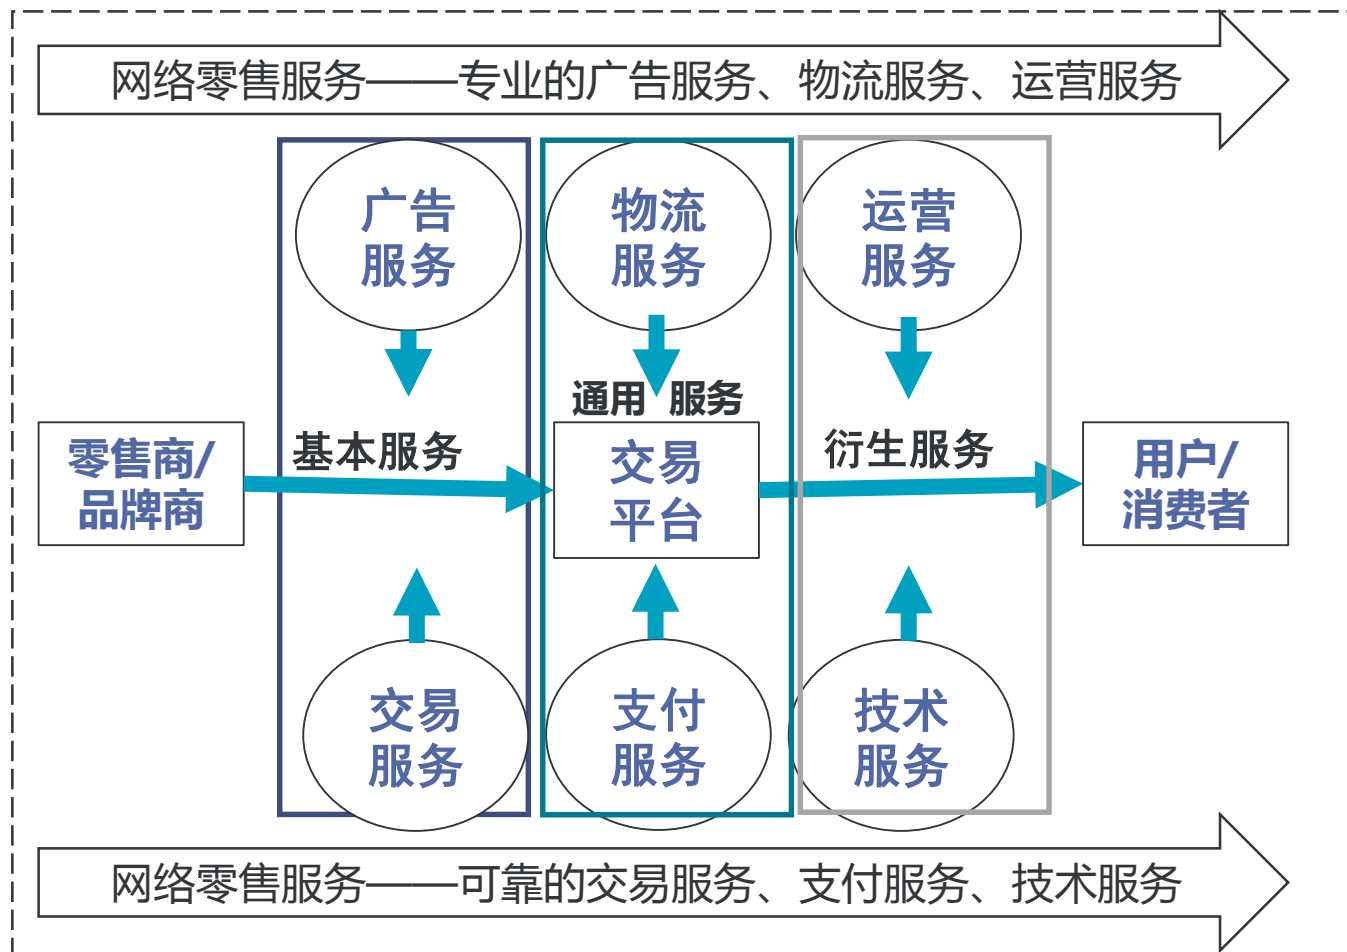 网络零售服务——专业的广告服务、物流服务、运营服务
广告
服务
物流
服务
运营
服务
通用 服务
零售商/
品牌商
基本服务
交易
平台
衍生服务
用户/
消费者
交易
服务
支付
服务
技术
服务
网络零售服务——可靠的交易服务、支付服务、技术服务